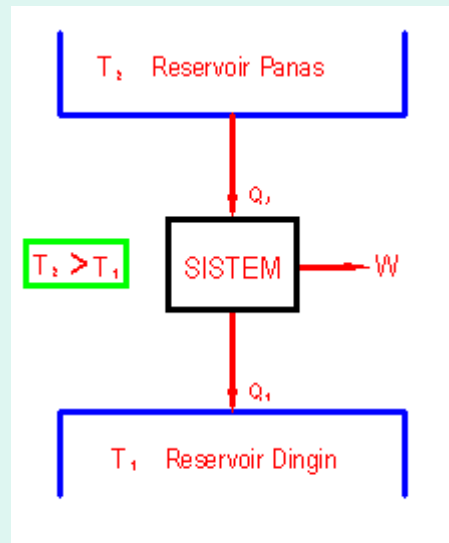 T₂ Reservoir Panas
Q₂
T₂ > T₁
SISTEM
W
Q₁
T₁ Reservoir Dingin